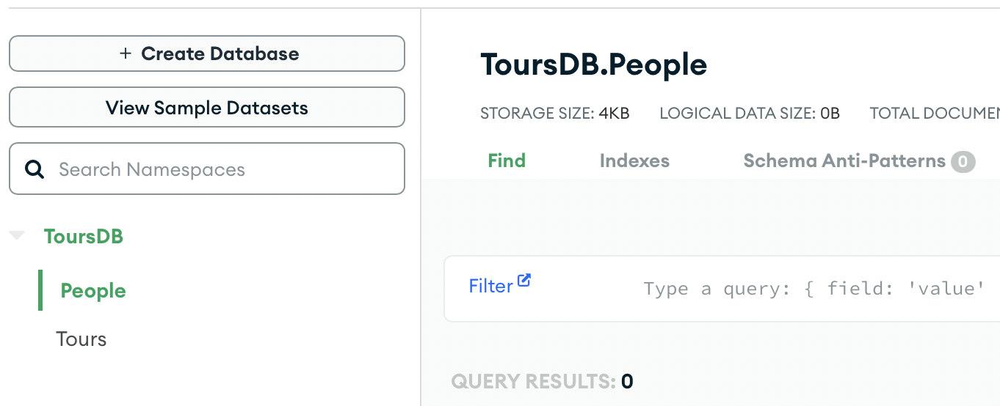 + Create Database
View Sample Datasets
Search Namespaces
ToursDB
People
Tours
ToursDB.People
STORAGE SIZE: 4KB LOGICAL DATA SIZE: 0B TOTAL
Find Indexes Schema Anti-Patterns 0
Filter Type a query: { field: 'value'
QUERY RESULTS: 0